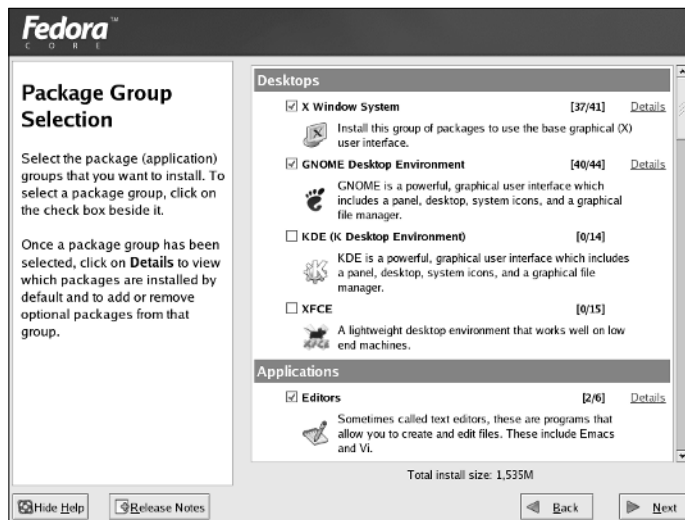 Fedora™
CORE
Package Group
Selection
Select the package (application)
groups that you want to install. To
select a package group, click on
the check box beside it.
Once a package group has been
selected, click on Details to view
which packages are installed by
default and to add or remove
optional packages from that
group.
Desktops
X Window System [37/41] Details
Install this group of packages to use the base graphical (X)
user interface.
GNOME Desktop Environment [40/44] Details
GNOME is a powerful, graphical user interface which
includes a panel, desktop, system icons, and a graphical
file manager.
KDE (K Desktop Environment) [0/14]
KDE is a powerful, graphical user interface which includes
a panel, desktop, system icons, and a graphical file
manager.
XFCE [0/15]
A lightweight desktop environment that works well on low
end machines.
Applications
Editors [2/6] Details
Sometimes called text editors, these are programs that
allow you to create and edit files. These include Emacs
and Vi.
Total install size: 1,535M
Hide Help Release Notes Back Next